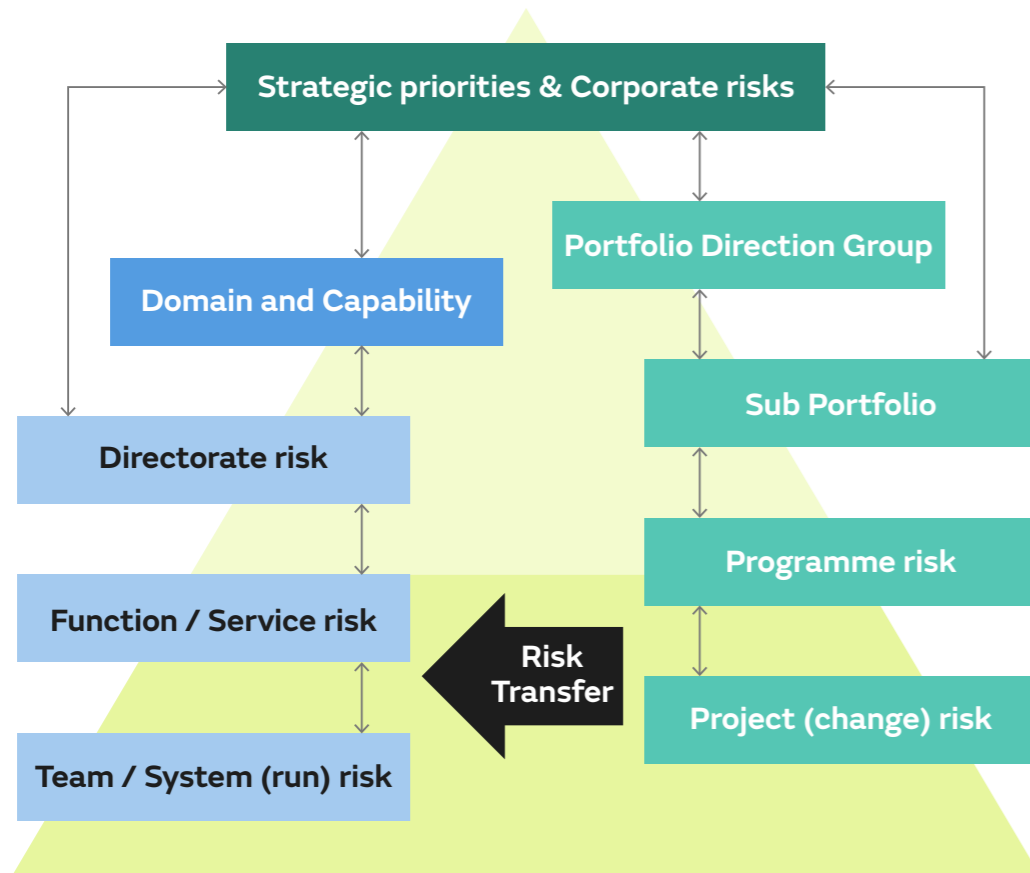 Strategic priorities & Corporate risks
Portfolio Direction Group
Domain and Capability
Sub Portfolio
Directorate risk
Programme risk
Function / Service risk
Risk
Transfer
Project (change) risk
Team / System (run) risk